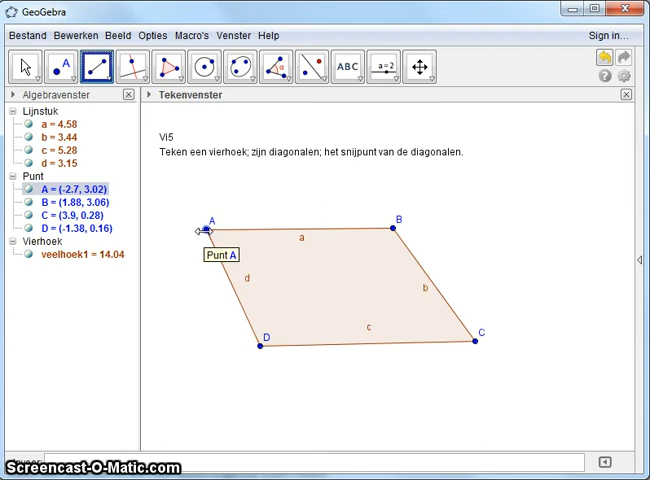 GeoGebra
Bestand Bewerken Beeld Opties Macro's Venster Help Sign in...
A ABC a = 2
Algebravenster
Tekenvenster
Lijnstuk
a = 4.58
b = 3.44
c = 5.28
d = 3.15
Punt
A = (-2.7, 3.02)
B = (1.88, 3.06)
C = (3.9, 0.28)
D = (-1.38, 0.16)
Vierhoek
veelhoek1 = 14.04
Vi5
Teken een vierhoek; zijn diagonalen; het snijpunt van de diagonalen.
A
B
a
Punt A
d
b
c
D
C
Screencast-O-Matic.com